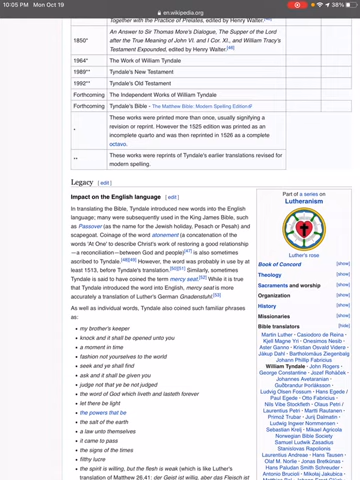 10:05 PM Mon Oct 19
38%
en.wikipedia.org
Together with the Practice of Prelates, edited by Henry Walter.[46]
1850*
An Answer to Sir Thomas More's Dialogue, The Supper of the Lord
after the True Meaning of John VI. and I Cor. XI., and William Tracy's
Testament Expounded, edited by Henry Walter.[46]
1964*
The Work of William Tyndale
1989**
Tyndale's New Testament
1992**
Tyndale's Old Testament
Forthcoming
The Independent Works of William Tyndale
Forthcoming
Tyndale's Bible - The Matthew Bible: Modern Spelling Edition
*
These works were printed more than once, usually signifying a
revision or reprint. However the 1525 edition was printed as an
incomplete quarto and was then reprinted in 1526 as a complete
octavo.
**
These works were reprints of Tyndale's earlier translations revised for
modern spelling.
Legacy [edit]
Impact on the English language [edit]
In translating the Bible, Tyndale introduced new words into the English
language; many were subsequently used in the King James Bible, such
as Passover (as the name for the Jewish holiday, Pesach or Pesah) and
scapegoat. Coinage of the word atonement (a concatenation of the
words 'At One' to describe Christ's work of restoring a good relationship
—a reconciliation—between God and people)[47] is also sometimes
ascribed to Tyndale.[48][49] However, the word was probably in use by at
least 1513, before Tyndale's translation.[50][51] Similarly, sometimes
Tyndale is said to have coined the term mercy seat.[52] While it is true
that Tyndale introduced the word into English, mercy seat is more
accurately a translation of Luther's German Gnadenstuhl.[53]
As well as individual words, Tyndale also coined such familiar phrases
as:
• my brother's keeper
• knock and it shall be opened unto you
• a moment in time
• fashion not yourselves to the world
• seek and ye shall find
• ask and it shall be given you
• judge not that ye be not judged
• the word of God which liveth and lasteth forever
• let there be light
• the powers that be
• the salt of the earth
• a law unto themselves
• it came to pass
• the signs of the times
• filthy lucre
• the spirit is willing, but the flesh is weak (which is like Luther's
translation of Matthew 26,41: der Geist ist willig, aber das Fleisch ist
Part of a series on
Lutheranism
Luther's rose
Book of Concord [show]
Theology [show]
Sacraments and worship [show]
Organization [show]
History [show]
Missionaries [show]
Bible translators [hide]
Martin Luther · Casiodoro de Reina ·
Kjell Magne Yri · Onesimos Nesib
Aster Ganno · Kristian Osvald Viderø ·
Jákup Dahl · Bartholomäus Ziegenbalg
Johann Phillip Fabricius
William Tyndale · John Rogers ·
George Constantine · Jozef Roháček ·
Johannes Avetaranian
Guðbrandur Þorláksson
Ludvig Olsen Fossum · Hans Egede /
Paul Egede · Otto Fabricius ·
Nils Vibe Stockfleth · Olaus Petri /
Laurentius Petri · Martti Rautanen
Primož Trubar · Jurij Dalmatin ·
Ludwig Ingwer Nommensen ·
Sebastian Krelj · Mikael Agricola
Norwegian Bible Society
Samuel Ludwik Zasadius
Stanislovas Rapolionis
Laurentius Andreae · Hans Tausen
Olaf M. Norlie · Jonas Bretkūnas ·
Hans Paludan Smith Schreuder